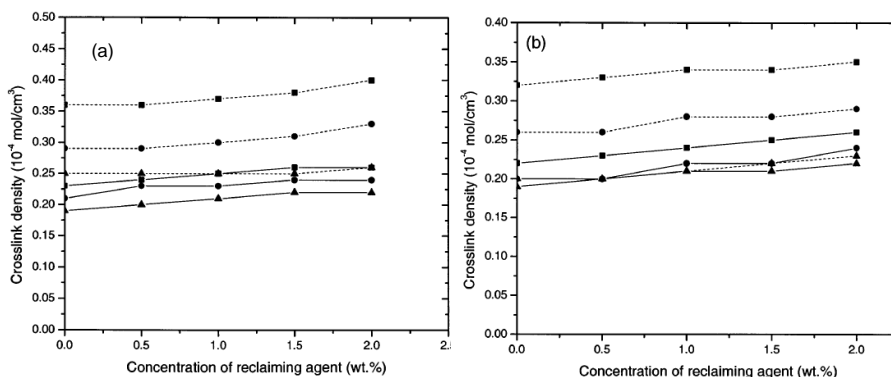 (a)
0.50
0.45
0.40
0.35
0.30
0.25
0.20
0.15
0.10
0.05
0.00
Crosslink density (10⁻⁴ mol/cm³)
0.0 0.5 1.0 1.5 2.0 2.5
Concentration of reclaiming agent (wt.%)
(b)
0.40
0.35
0.30
0.25
0.20
0.15
0.10
0.05
0.00
Crosslink density (10⁻⁴ mol/cm³)
0.0 0.5 1.0 1.5 2.0
Concentration of reclaiming agent (wt.%)